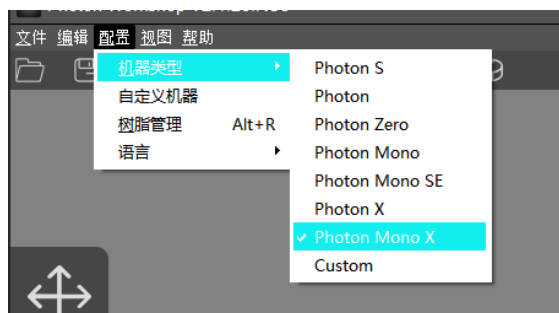 文件 编辑 配置 视图 帮助
机器类型
自定义机器
树脂管理 Alt+R
语言
Photon S
Photon
Photon Zero
Photon Mono
Photon Mono SE
Photon X
Photon Mono X
Custom